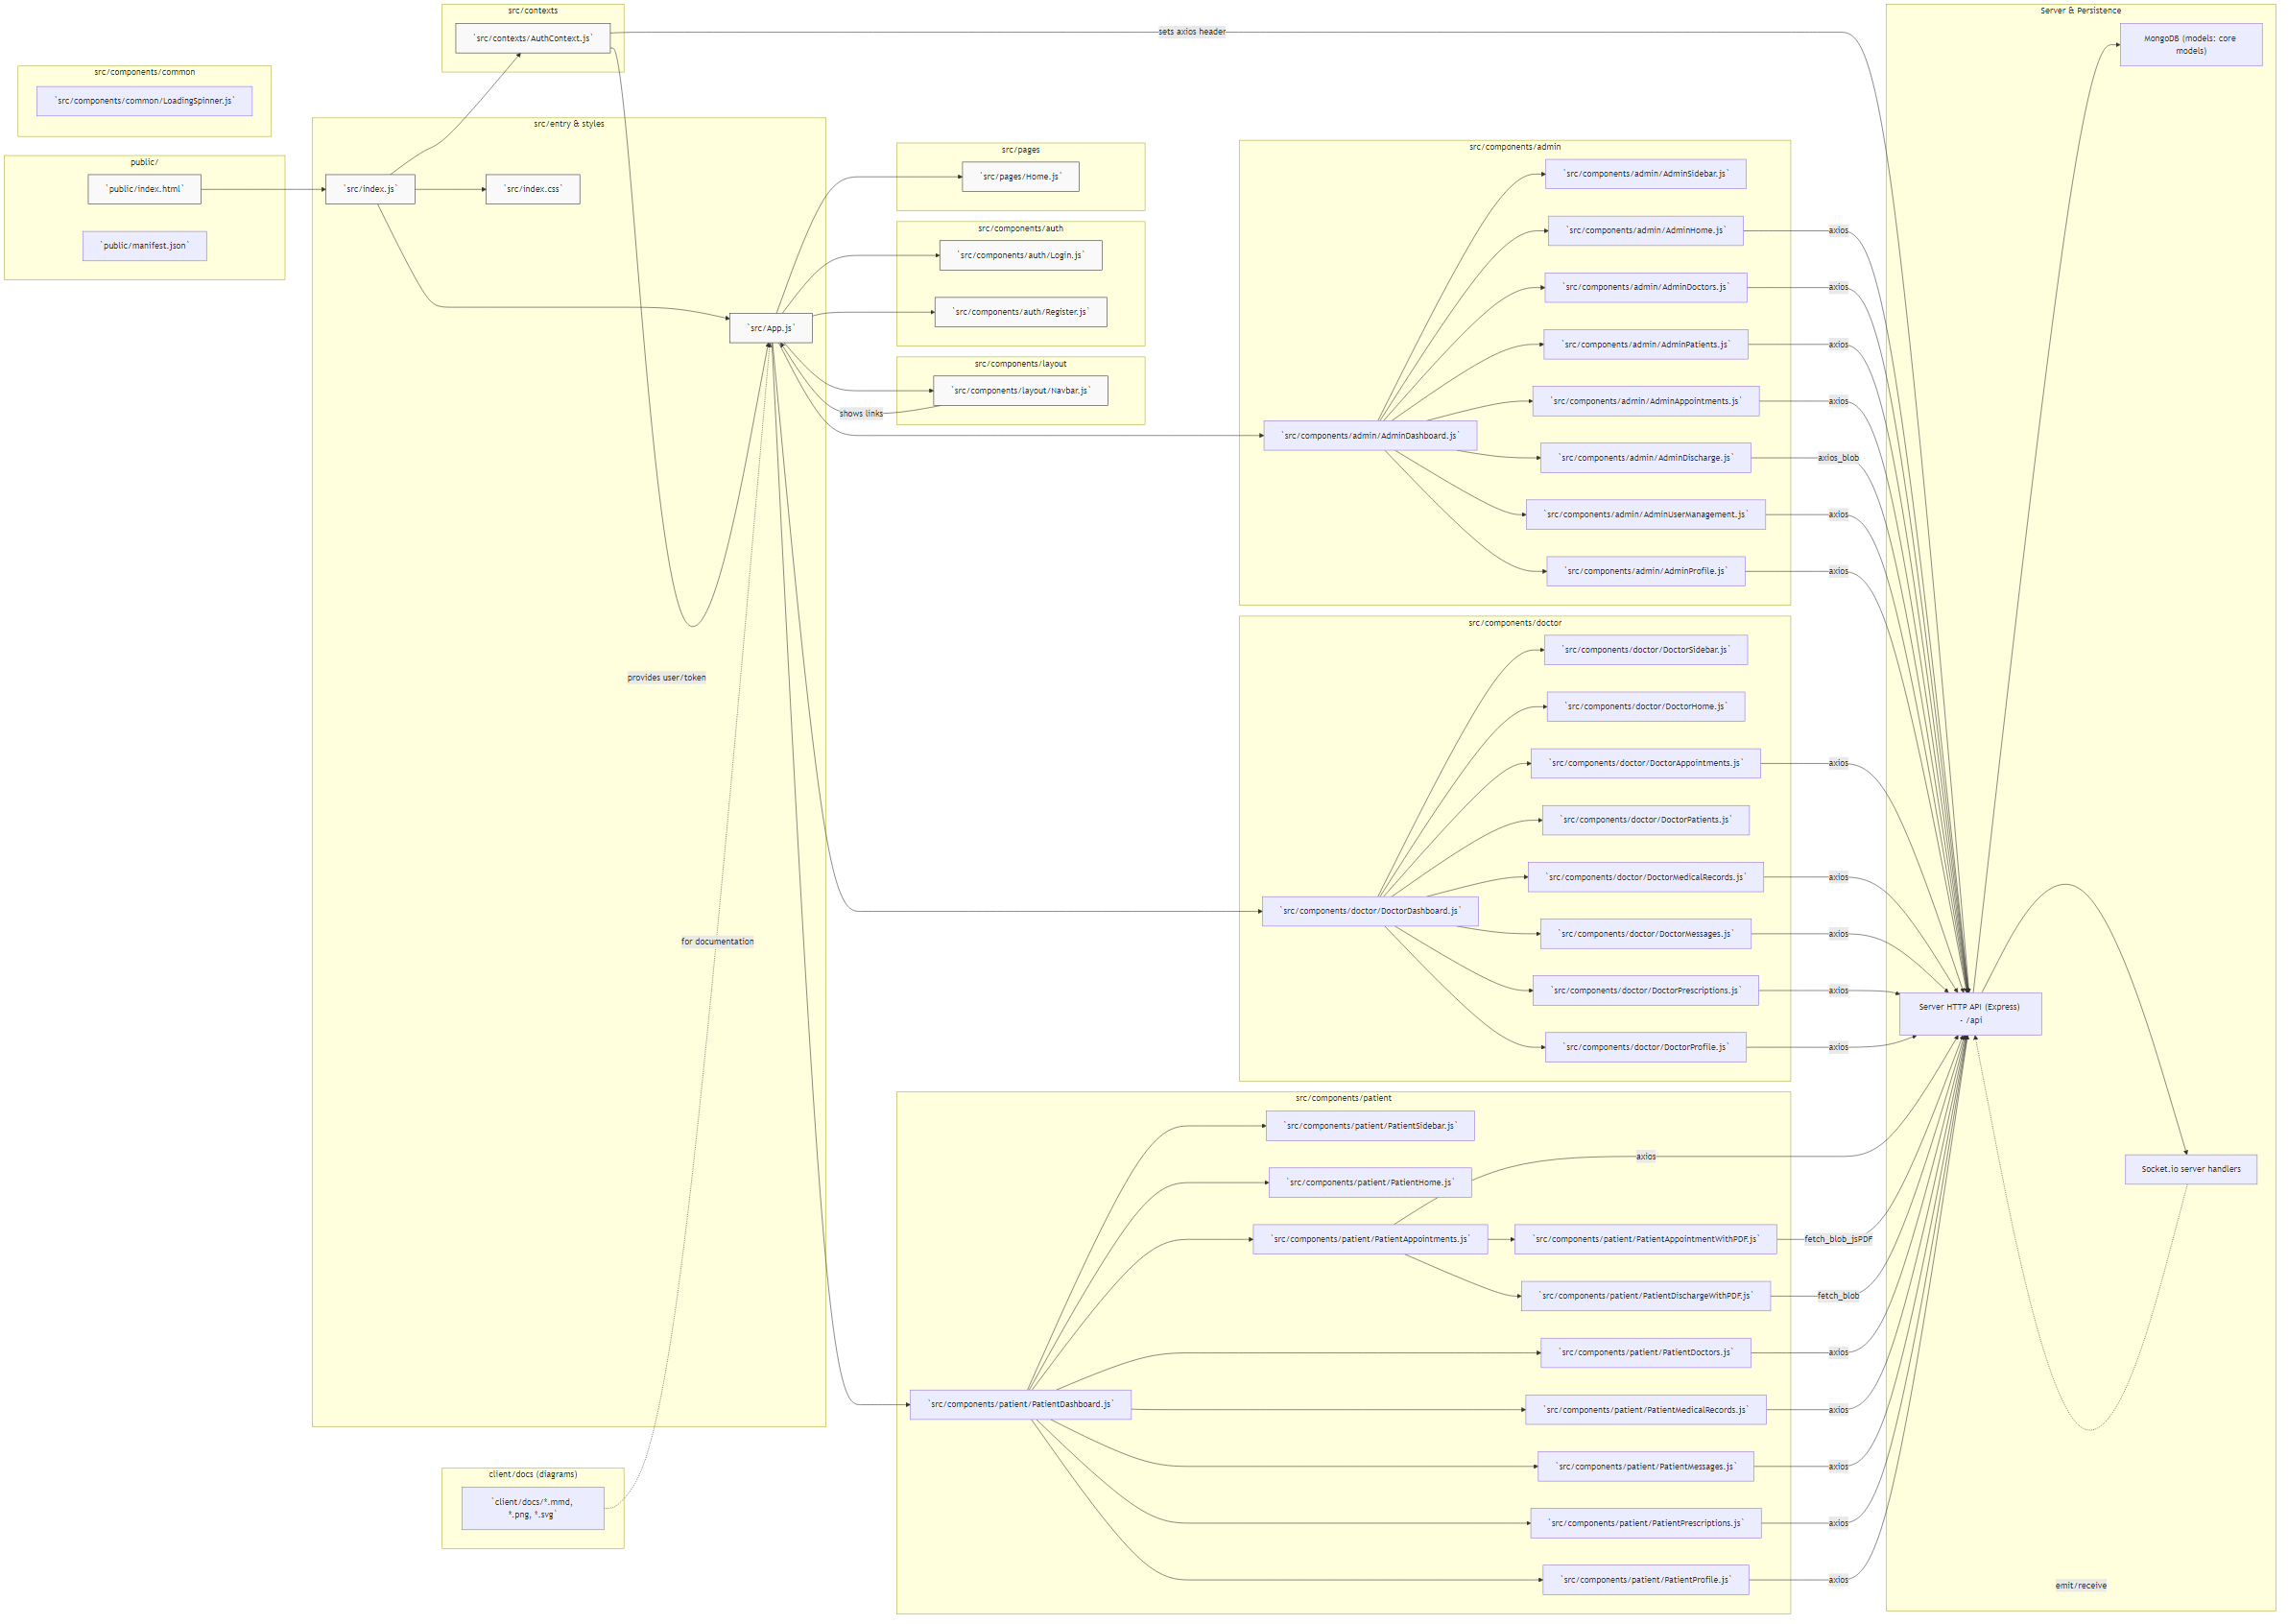 src/contexts
`src/contexts/AuthContext.js`
sets axios header
src/components/common
`src/components/common/LoadingSpinner.js`
public/
`public/index.html`
`public/manifest.json`
src/entry & styles
`src/index.js`
`src/index.css`
`src/App.js`
provides user/token
for documentation
client/docs (diagrams)
`client/docs/*.mmd,
*.png, *.svg`
src/pages
`src/pages/Home.js`
src/components/auth
`src/components/auth/Login.js`
`src/components/auth/Register.js`
src/components/layout
`src/components/layout/Navbar.js`
shows links
src/components/admin
`src/components/admin/AdminDashboard.js`
`src/components/admin/AdminSidebar.js`
`src/components/admin/AdminHome.js`
axios
`src/components/admin/AdminDoctors.js`
axios
`src/components/admin/AdminPatients.js`
axios
`src/components/admin/AdminAppointments.js`
axios
`src/components/admin/AdminDischarge.js`
axios_blob
`src/components/admin/AdminUserManagement.js`
axios
`src/components/admin/AdminProfile.js`
axios
src/components/doctor
`src/components/doctor/DoctorDashboard.js`
`src/components/doctor/DoctorSidebar.js`
`src/components/doctor/DoctorHome.js`
`src/components/doctor/DoctorAppointments.js`
axios
`src/components/doctor/DoctorPatients.js`
`src/components/doctor/DoctorMedicalRecords.js`
axios
`src/components/doctor/DoctorMessages.js`
axios
`src/components/doctor/DoctorPrescriptions.js`
axios
`src/components/doctor/DoctorProfile.js`
axios
src/components/patient
`src/components/patient/PatientDashboard.js`
`src/components/patient/PatientSidebar.js`
axios
`src/components/patient/PatientHome.js`
`src/components/patient/PatientAppointments.js`
`src/components/patient/PatientAppointmentWithPDF.js`
fetch_blob_jsPDF
`src/components/patient/PatientDischargeWithPDF.js`
fetch_blob
`src/components/patient/PatientDoctors.js`
axios
`src/components/patient/PatientMedicalRecords.js`
axios
`src/components/patient/PatientMessages.js`
axios
`src/components/patient/PatientPrescriptions.js`
axios
`src/components/patient/PatientProfile.js`
axios
Server & Persistence
MongoDB (models: core
models)
Server HTTP API (Express)
- /api
Socket.io server handlers
emit/receive